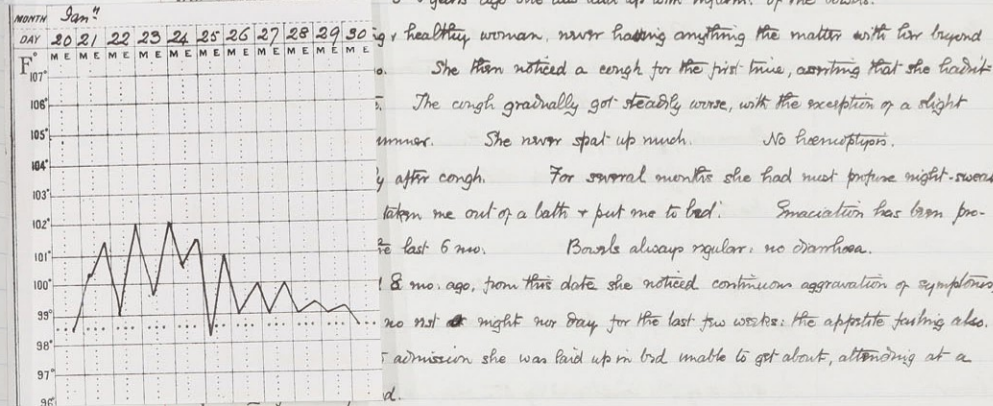 MONTH Jan.y
DAY 20 21 22 23 24 25 26 27 28 29 30
M E M E M E M E M E M E M E M E M E M E M E
F°
107°
106°
105°
104°
103°
102°
101°
100°
99°
98°
97°
96°
years ago she was laid up with of the bowels.
& healthy woman, never having anything the matter with her beyond
She then noticed a cough for the first time, asserting that she hadn't
The cough gradually got steadily worse, with the exception of a slight
She never spat up much. No hæmoptysis.
after cough. For several months she had most profuse night-sweats
taken me out of a bath & put me to bed'. Emaciation has been pro-
last 6 mo. Bowels always regular: no diarrhœa.
8 mo. ago, from this date she noticed continuous aggravation of symptoms,
no rest night nor day for the last few weeks: the appetite failing also.
admission she was laid up in bed unable to get about, attending at a
d.